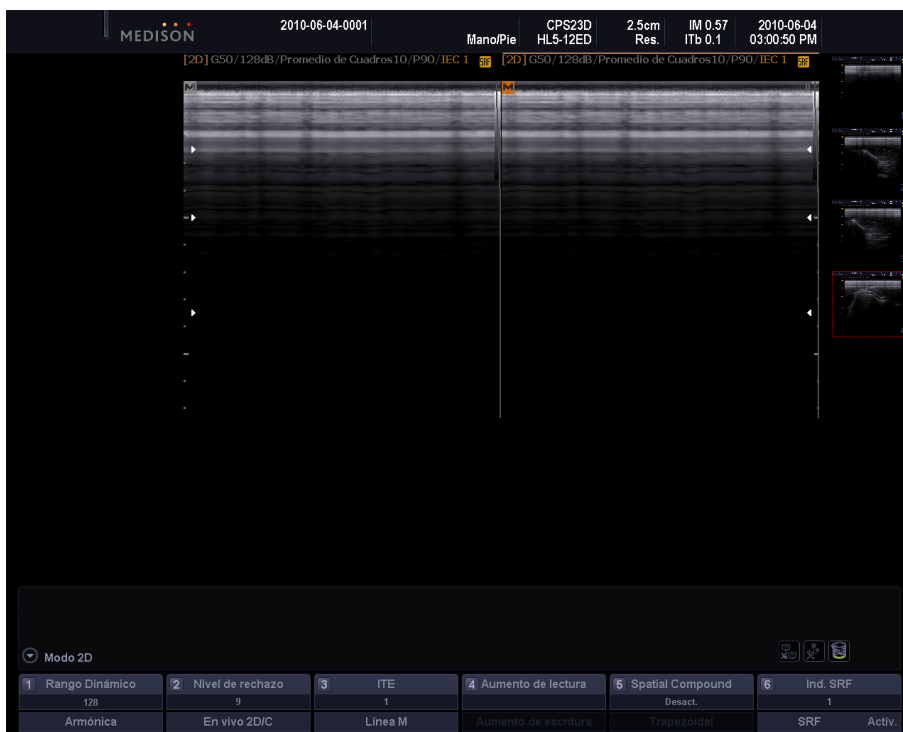 MEDISON
2010-06-04-0001
Mano/Pie
CPS23D
HL5-12ED
2.5cm
Res.
IM 0.57
ITb 0.1
2010-06-04
03:00:50 PM
[2D] G50/128dB/Promedio de Cuadros10/P90/IEC 1 SRF
[2D] G50/128dB/Promedio de Cuadros10/P90/IEC 1 SRF
M
M
Modo 2D
1 Rango Dinámico
128
2 Nivel de rechazo
9
3 ITE
1
4 Aumento de lectura
5 Spatial Compound
Desact.
6 Ind. SRF
1
Armónica
En vivo 2D/C
Línea M
Aumento de escritura
Trapezoidal
SRF Activ.